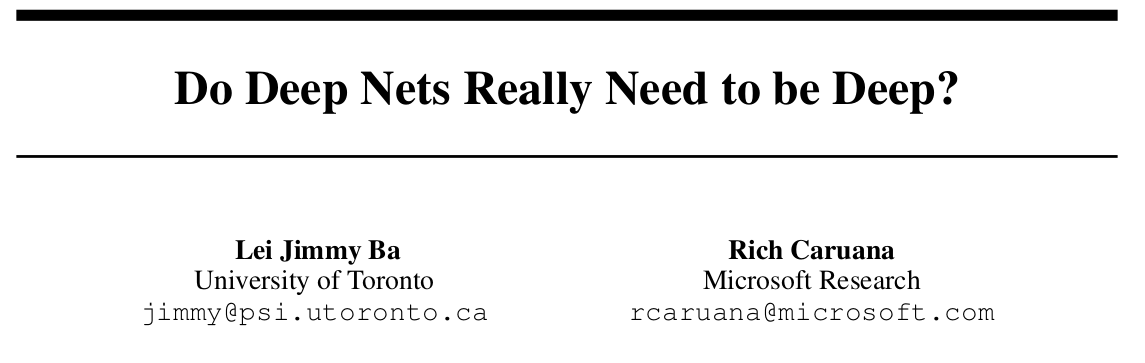 Do Deep Nets Really Need to be Deep?
Lei Jimmy Ba
University of Toronto
jimmy@psi.utoronto.ca
Rich Caruana
Microsoft Research
rcaruana@microsoft.com